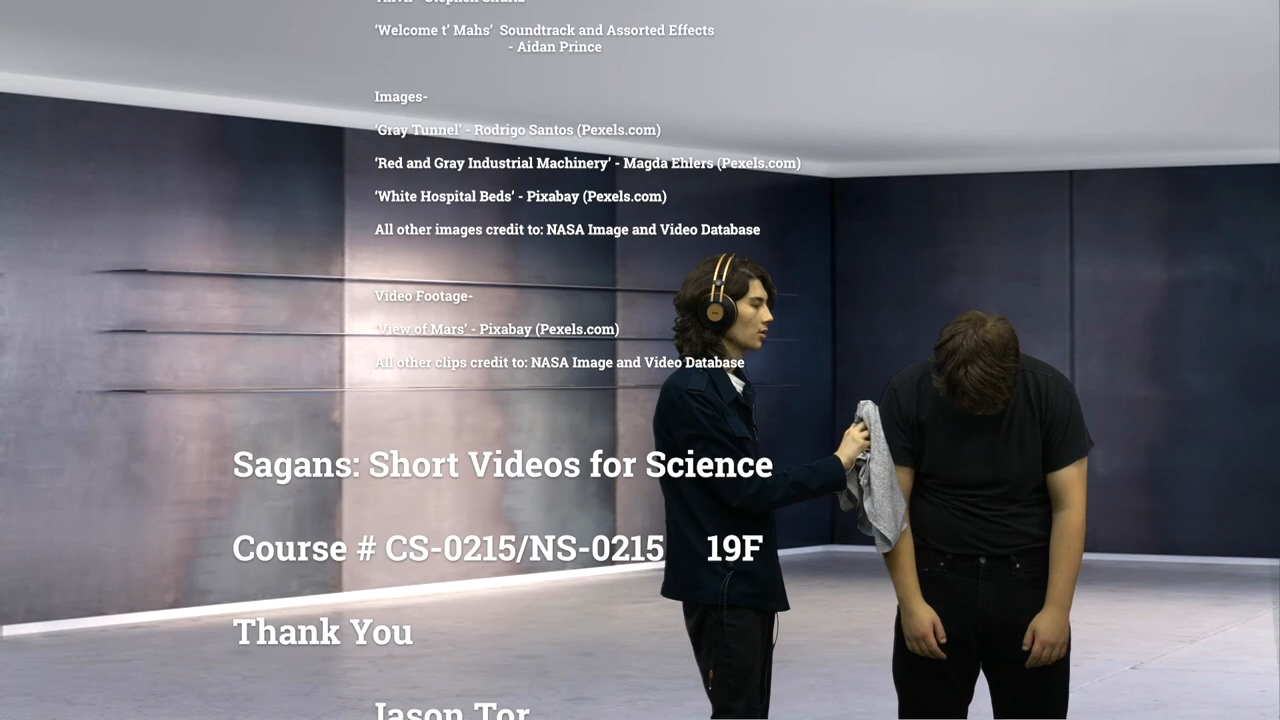 ‘Welcome t’ Mahs’  Soundtrack and Assorted Effects
- Aidan Prince
Images-
‘Gray Tunnel’ - Rodrigo Santos (Pexels.com)
‘Red and Gray Industrial Machinery’ - Magda Ehlers (Pexels.com)
‘White Hospital Beds’ - Pixabay (Pexels.com)
All other images credit to: NASA Image and Video Database
Video Footage-
‘View of Mars’ - Pixabay (Pexels.com)
All other clips credit to: NASA Image and Video Database
Sagans: Short Videos for Science
Course # CS-0215/NS-0215 19F
Thank You
Jason Tor